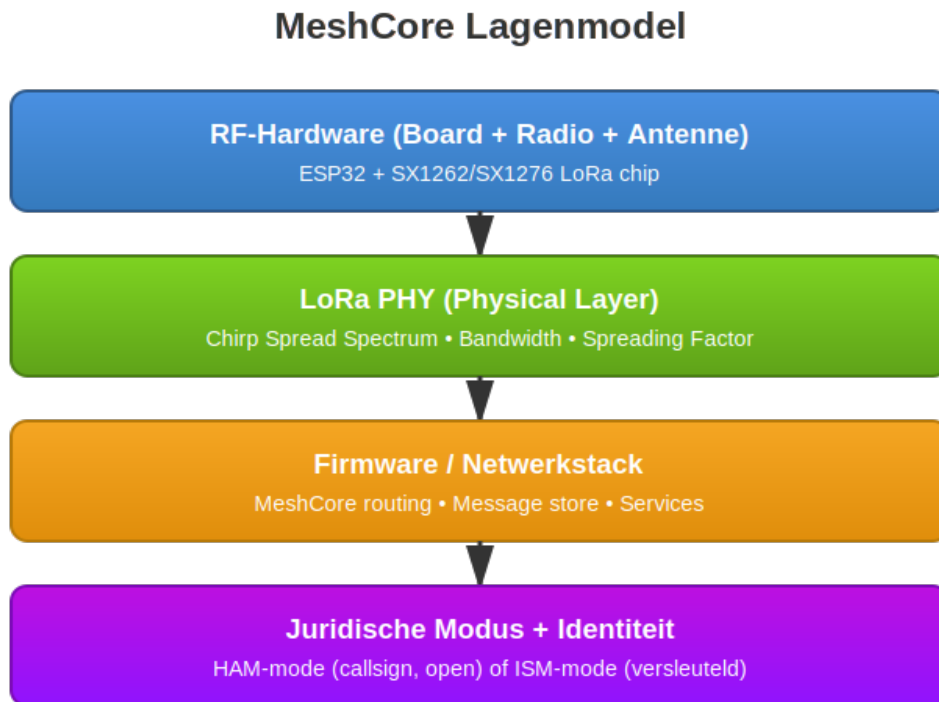 MeshCore Lagenmodel
RF-Hardware (Board + Radio + Antenne)
ESP32 + SX1262/SX1276 LoRa chip
LoRa PHY (Physical Layer)
Chirp Spread Spectrum • Bandwidth • Spreading Factor
Firmware / Netwerkstack
MeshCore routing • Message store • Services
Juridische Modus + Identiteit
HAM-mode (callsign, open) of ISM-mode (versleuteld)